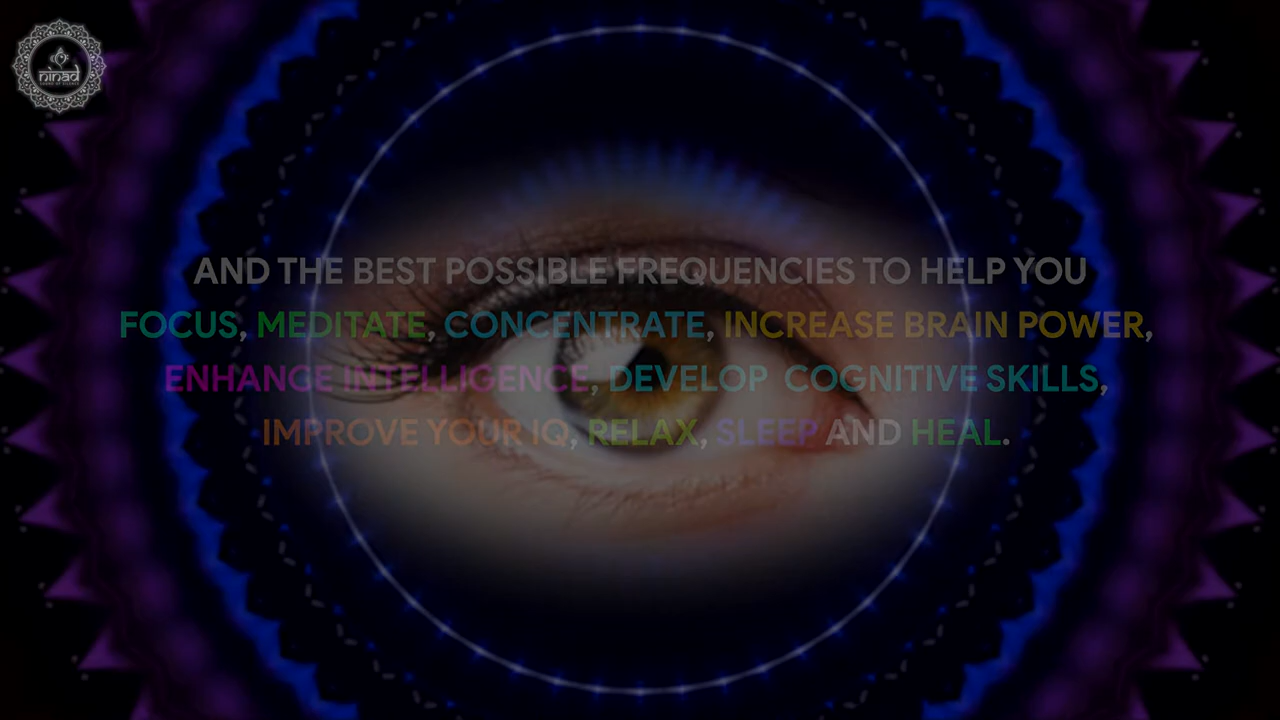 ninad
AND THE BEST POSSIBLE FREQUENCIES TO HELP YOU
FOCUS, MEDITATE, CONCENTRATE, INCREASE BRAIN POWER,
ENHANCE INTELLIGENCE, DEVELOP COGNITIVE SKILLS,
IMPROVE YOUR IQ, RELAX, SLEEP AND HEAL.